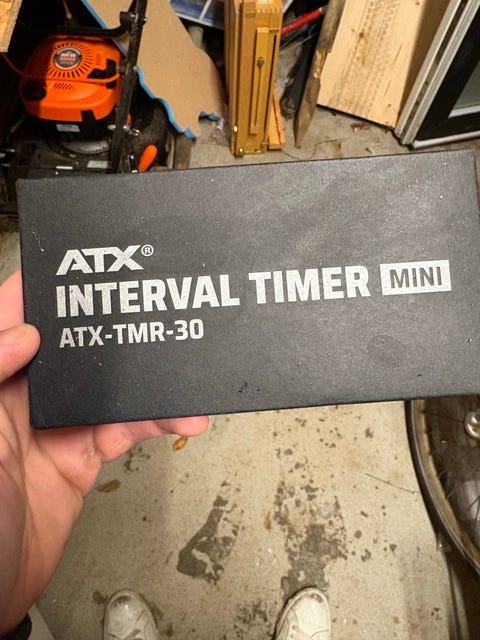 ATX®
INTERVAL TIMER MINI
ATX-TMR-30